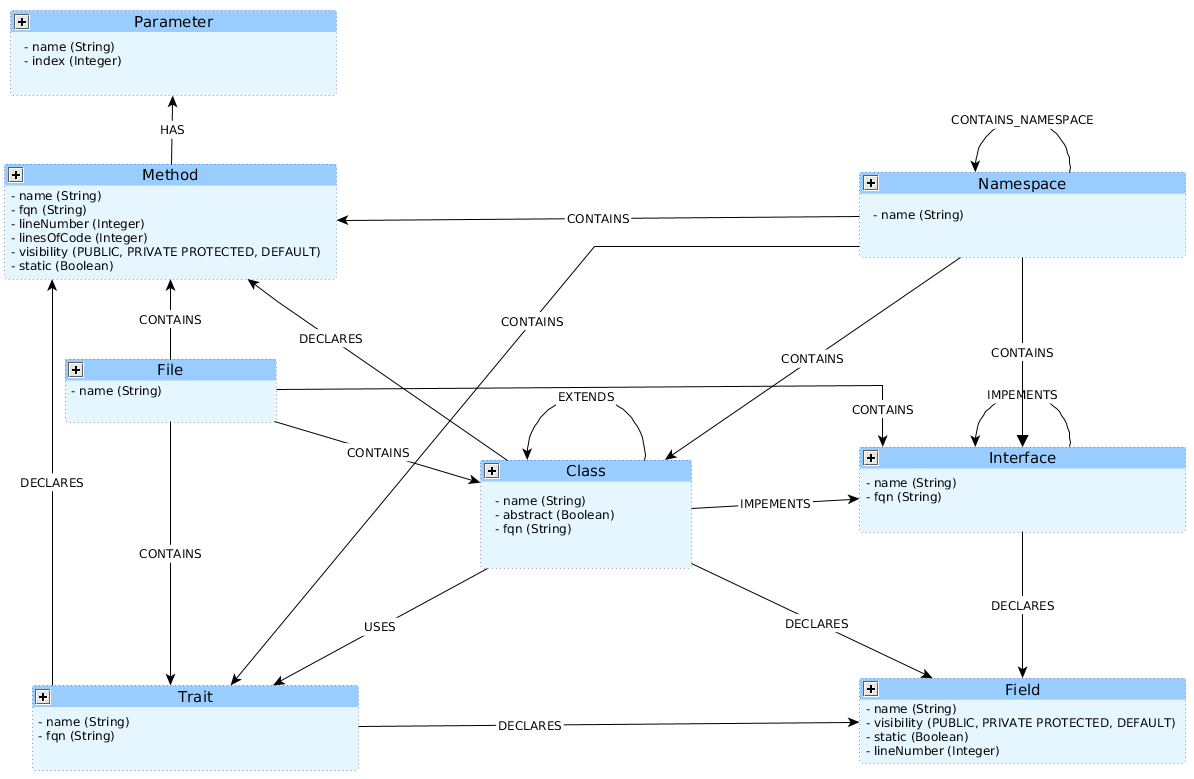 Parameter
- name (String)
- index (Integer)
HAS
CONTAINS_NAMESPACE
Method
- name (String)
- fqn (String)
- lineNumber (Integer)
- linesOfCode (Integer)
- visibility (PUBLIC, PRIVATE PROTECTED, DEFAULT)
- static (Boolean)
Namespace
- name (String)
CONTAINS
CONTAINS
CONTAINS
DECLARES
CONTAINS
CONTAINS
File
- name (String)
EXTENDS
IMPEMENTS
CONTAINS
CONTAINS
DECLARES
Class
- name (String)
- abstract (Boolean)
- fqn (String)
IMPEMENTS
Interface
- name (String)
- fqn (String)
CONTAINS
USES
DECLARES
DECLARES
Trait
- name (String)
- fqn (String)
DECLARES
Field
- name (String)
- visibility (PUBLIC, PRIVATE PROTECTED, DEFAULT)
- static (Boolean)
- lineNumber (Integer)